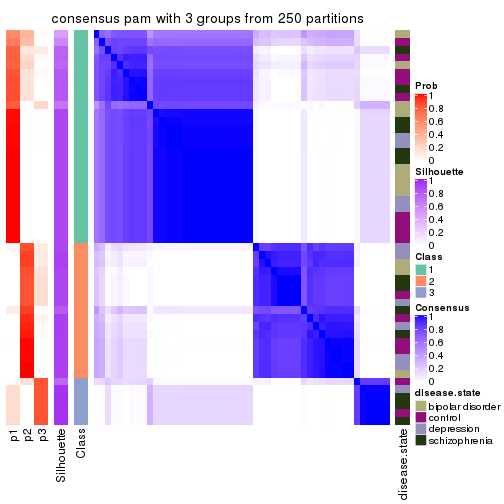 consensus pam with 3 groups from 250 partitions
Prob
1
0.8
0.6
0.4
0.2
0
Silhouette
1
0.8
0.6
0.4
0.2
0
Class
1
2
3
Consensus
1
0.8
0.6
0.4
0.2
0
disease.state
bipolar disorder
control
depression
schizophrenia
p1
p2
p3
Silhouette
Class
disease.state